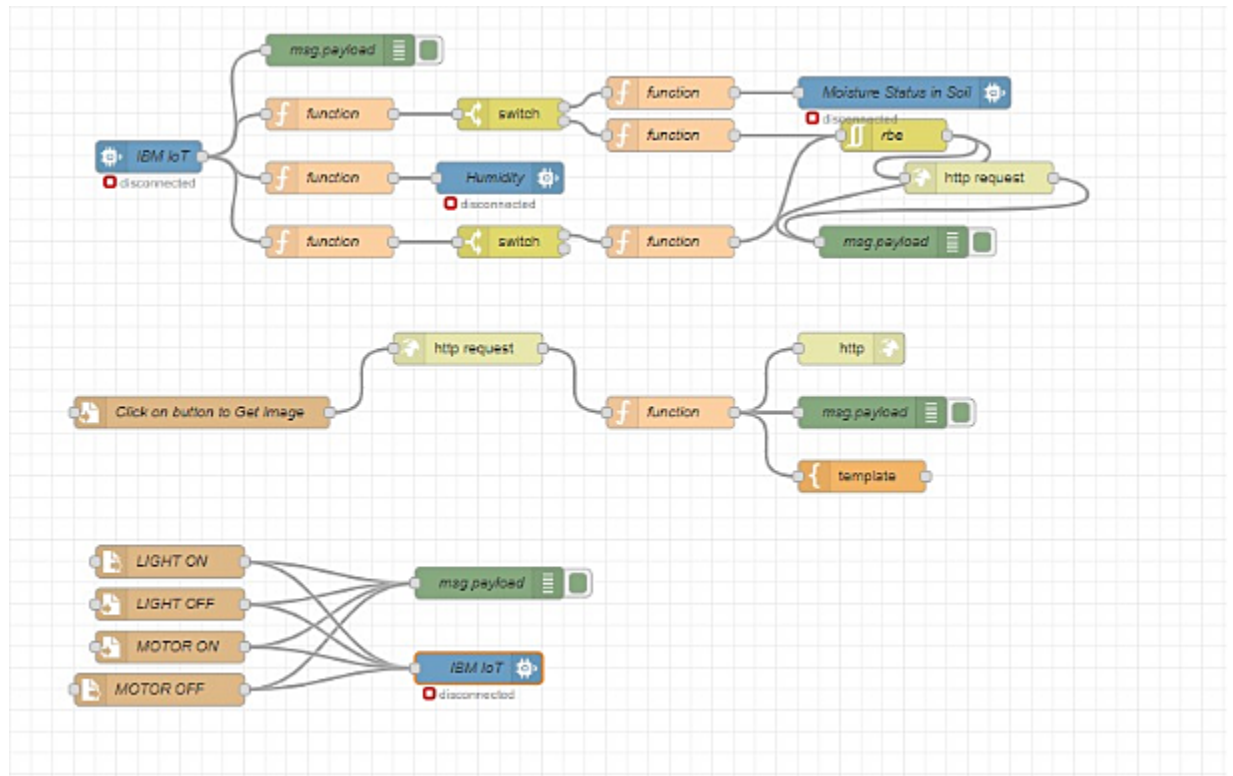 msg.payload
function
switch
function
Moisture Status in Soil
disconnected
function
rbe
IBM IoT
disconnected
function
Humidity
disconnected
http request
function
switch
function
msg.payload
http request
http
Click on button to Get Image
function
msg.payload
template
LIGHT ON
LIGHT OFF
MOTOR ON
MOTOR OFF
msg.payload
IBM IoT
disconnected